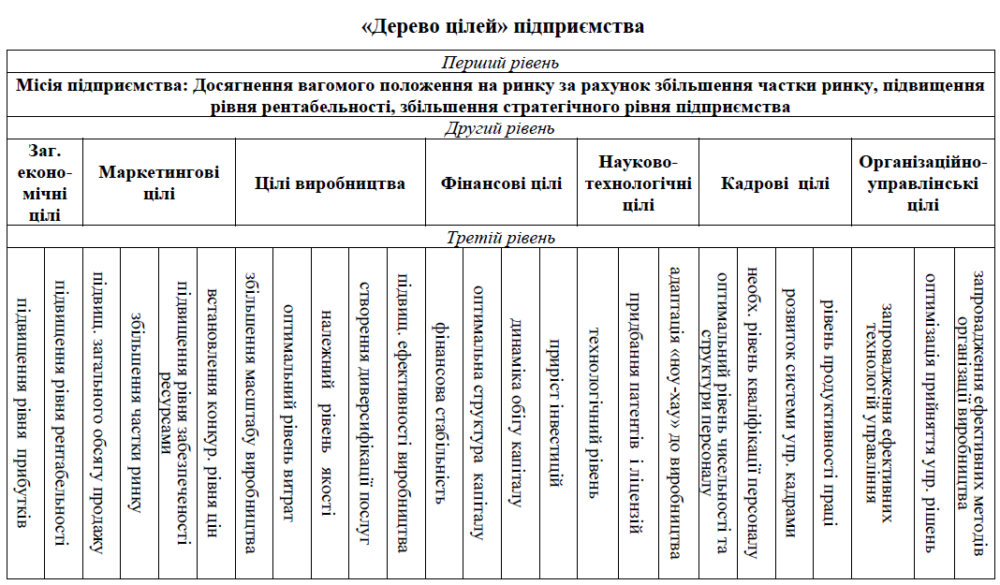 «Дерево цілей» підприємства
Перший рівень
Місія підприємства: Досягнення вагомого положення на ринку за рахунок збільшення частки ринку, підвищення
рівня рентабельності, збільшення стратегічного рівня підприємства
Другий рівень
Заг.
еконо-
мічні
цілі
Маркетингові
цілі
Цілі виробництва
Фінансові цілі
Науково-
технологічні
цілі
Кадрові цілі
Організаційно-
управлінські
цілі
Третій рівень
підвищення рівня прибутків
підвищення рівня рентабельності
підвищ. загального обсягу продажу
збільшення частки ринку
підвищення рівня забезпеченості
ресурсами
встановлення конкур. рівня цін
збільшення масштабу виробництва
оптимальний рівень витрат
належний рівень якості
створення диверсифікації послуг
підвищ. ефективності виробництва
фінансова стабільність
оптимальна структура капіталу
динаміка обігу капіталу
приріст інвестицій
технологічний рівень
придбання патентів і ліцензій
адаптація «ноу-хау» до виробництва
оптимальний рівень чисельності та
структури персоналу
необх. рівень кваліфікації персоналу
розвиток системи упр. кадрами
рівень продуктивності праці
запровадження ефективних
технологій управління
оптимізація прийняття упр. рішень
запровадження ефективних методів
організації виробництва